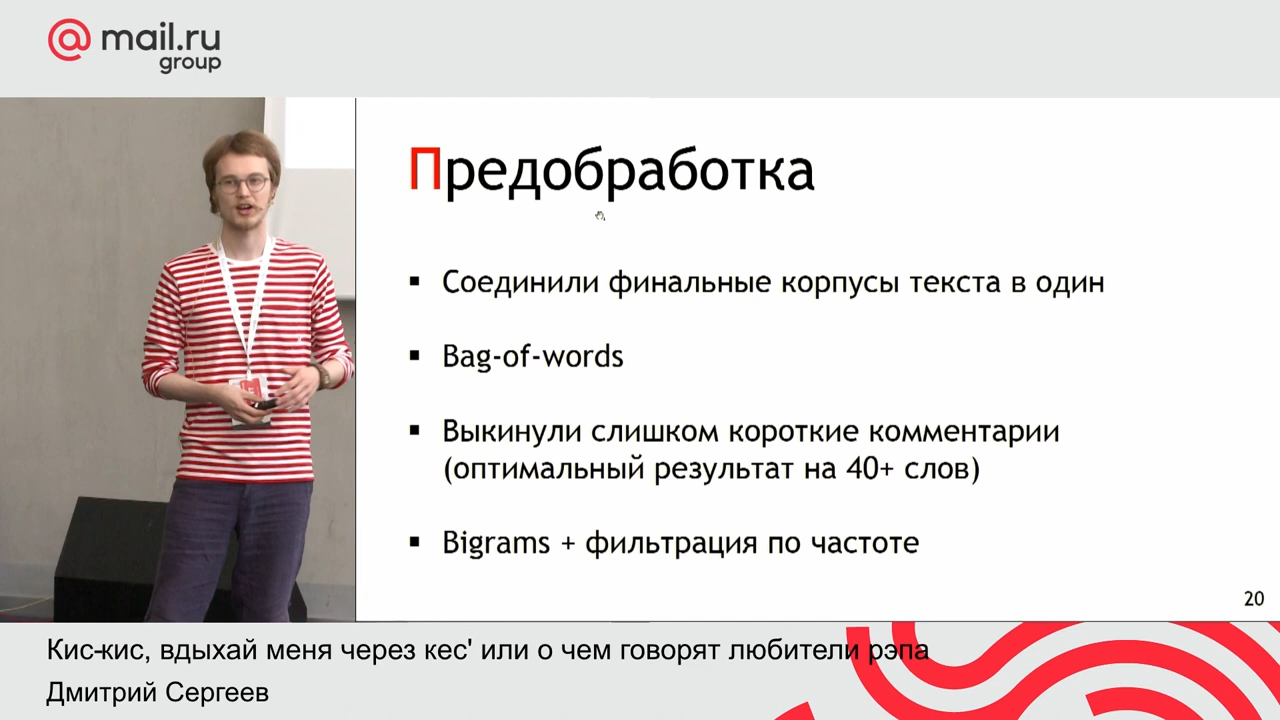 mail.ru
group
Предобработка
Соединили финальные корпусы текста в один
Bag-of-words
Выкинули слишком короткие комментарии
(оптимальный результат на 40+ слов)
Bigrams + фильтрация по частоте
20
Кис-кис, вдыхай меня через кес' или о чем говорят любители рэпа
Дмитрий Сергеев